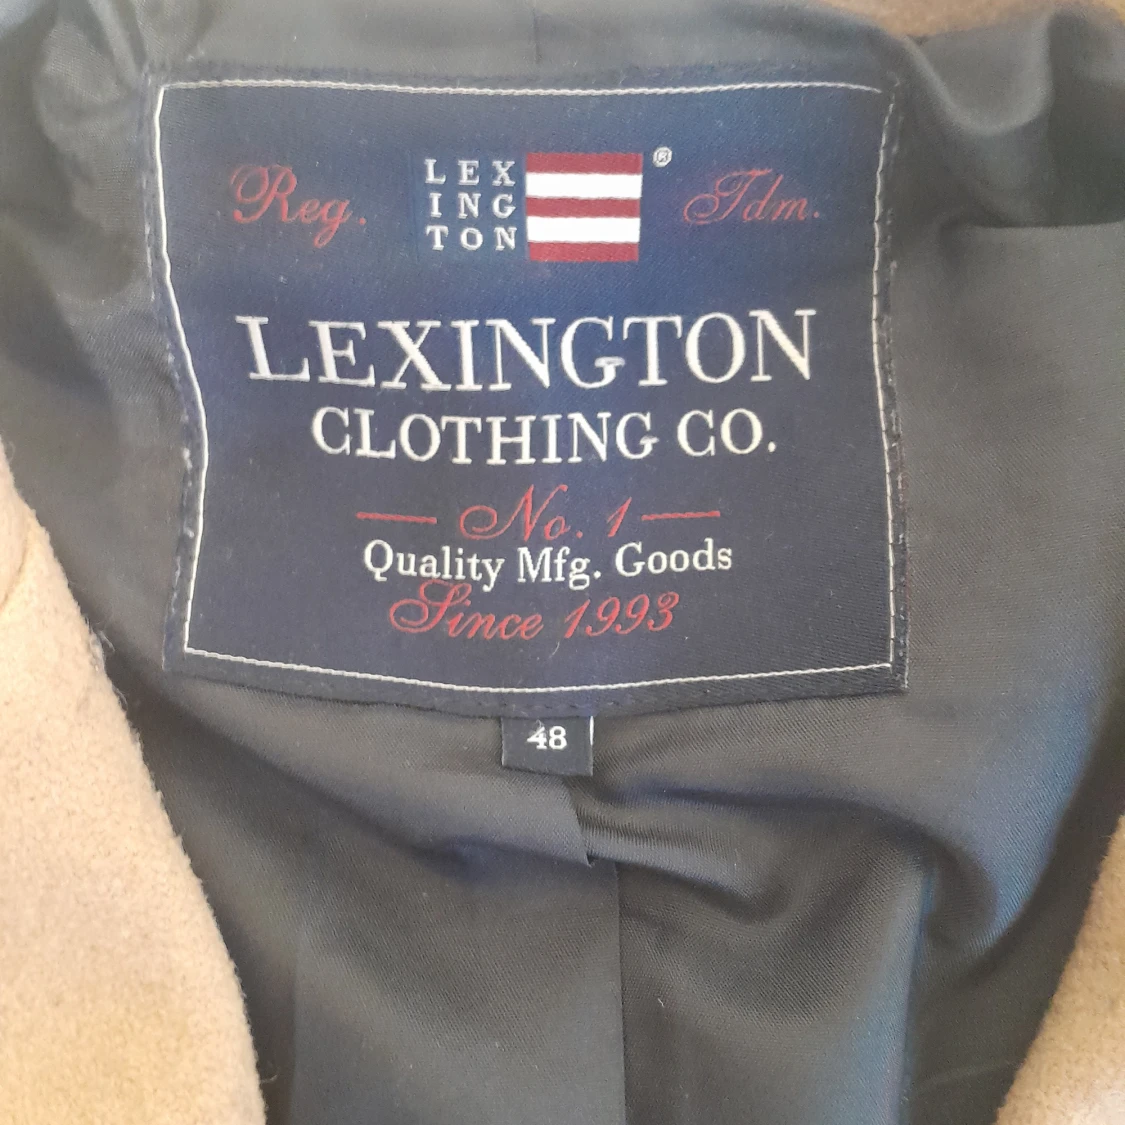 Reg.
LEX
ING
TON
®
Tdm.
LEXINGTON
CLOTHING CO.
No. 1
Quality Mfg. Goods
Since 1993
48